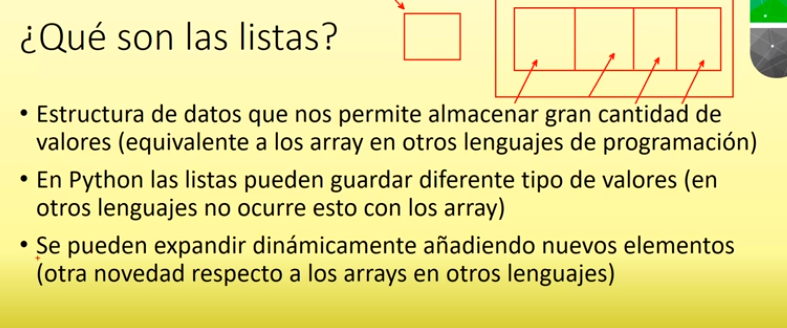 ¿Qué son las listas?
• Estructura de datos que nos permite almacenar gran cantidad de
valores (equivalente a los array en otros lenguajes de programación)
• En Python las listas pueden guardar diferente tipo de valores (en
otros lenguajes no ocurre esto con los array)
• Se pueden expandir dinámicamente añadiendo nuevos elementos
(otra novedad respecto a los arrays en otros lenguajes)